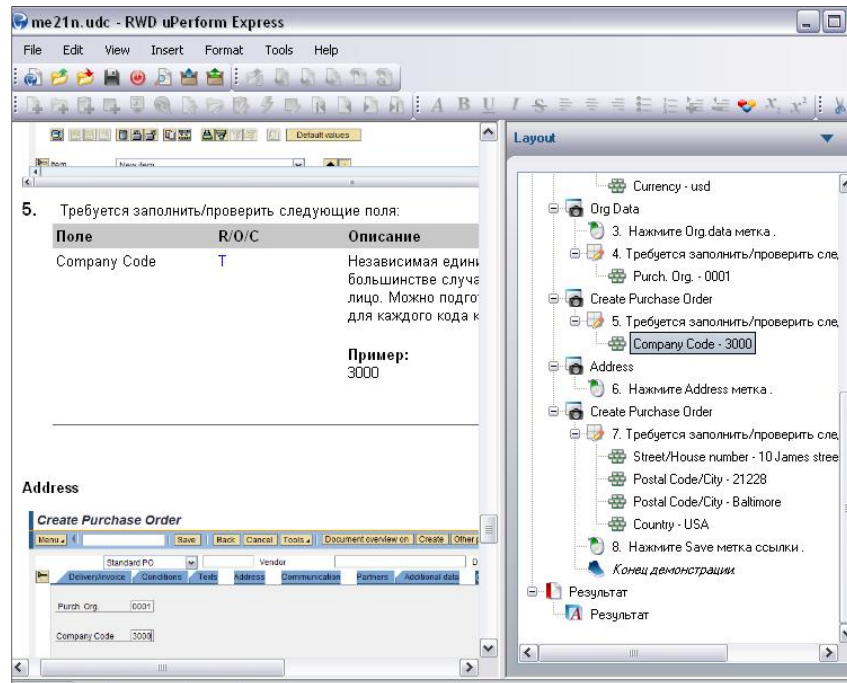 me21n.udc - RWD uPerform Express
File Edit View Insert Format Tools Help
A B U I S
Default values
Item New item
5. Требуется заполнить/проверить следующие поля:
Поле R/O/C Описание
Company Code T Независимая един
большинстве случа
лицо. Можно подго
для каждого кода к
Пример:
3000
Address
Create Purchase Order
Menu Save Back Cancel Tools Document overview on Create Other
Standard PO Vendor D
Delivery/Invoice Conditions Texts Address Communication Partners Additional data
Purch. Org. 0001
Company Code 3000
Layout
Currency - usd
Org Data
3. Нажмите Org.data метка .
4. Требуется заполнить/проверить сле
Purch. Org. - 0001
Create Purchase Order
5. Требуется заполнить/проверить сле
Company Code - 3000
Address
6. Нажмите Address метка .
Create Purchase Order
7. Требуется заполнить/проверить сле
Street/House number - 10 James stree
Postal Code/City - 21228
Postal Code/City - Baltimore
Country - USA
8. Нажмите Save метка ссылки .
Конец демонстрации
Результат
Результат